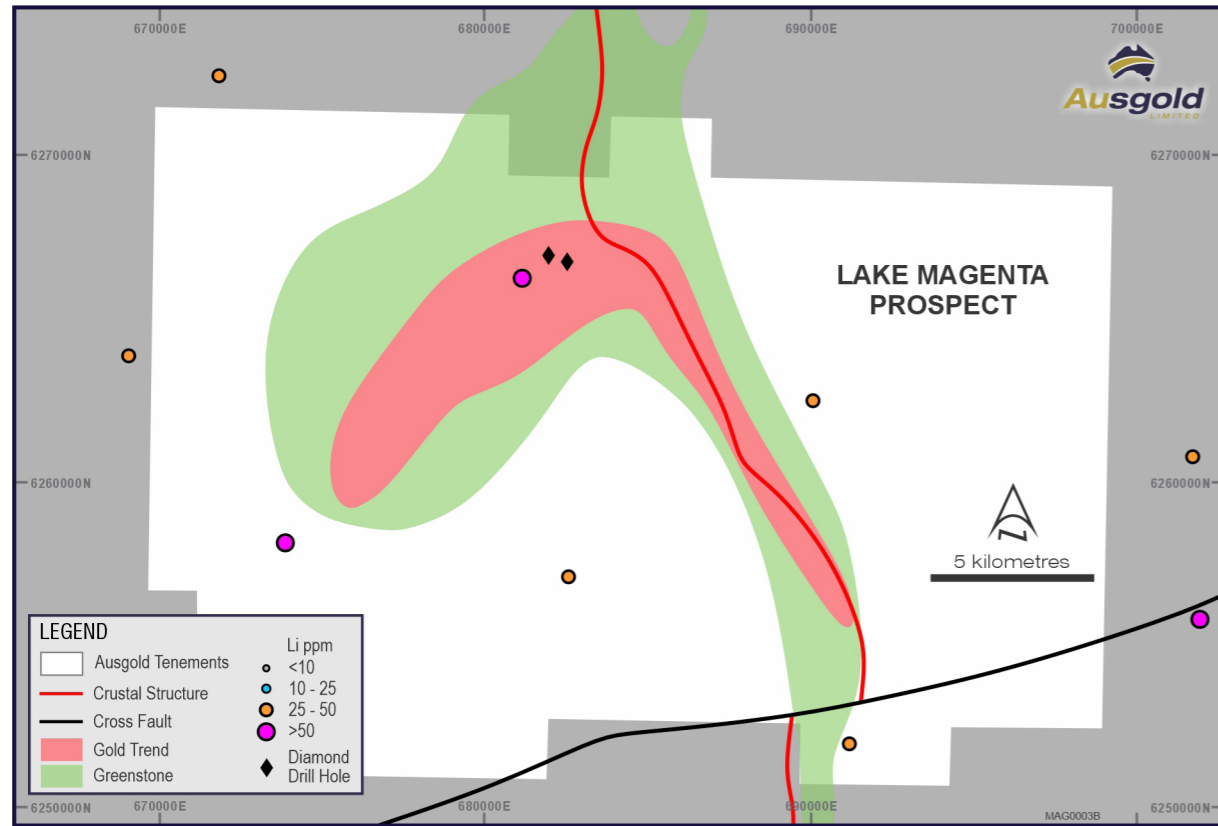 670000E
680000E
690000E
700000E
Ausgold
LIMITED
6270000N
6270000N
LAKE MAGENTA
PROSPECT
6260000N
6260000N
N
5 kilometres
LEGEND
Ausgold Tenements
Crustal Structure
Cross Fault
Gold Trend
Greenstone
Li ppm
<10
10 - 25
25 - 50
>50
Diamond
Drill Hole
6250000N
670000E
680000E
690000E
6250000N
MAG0003B